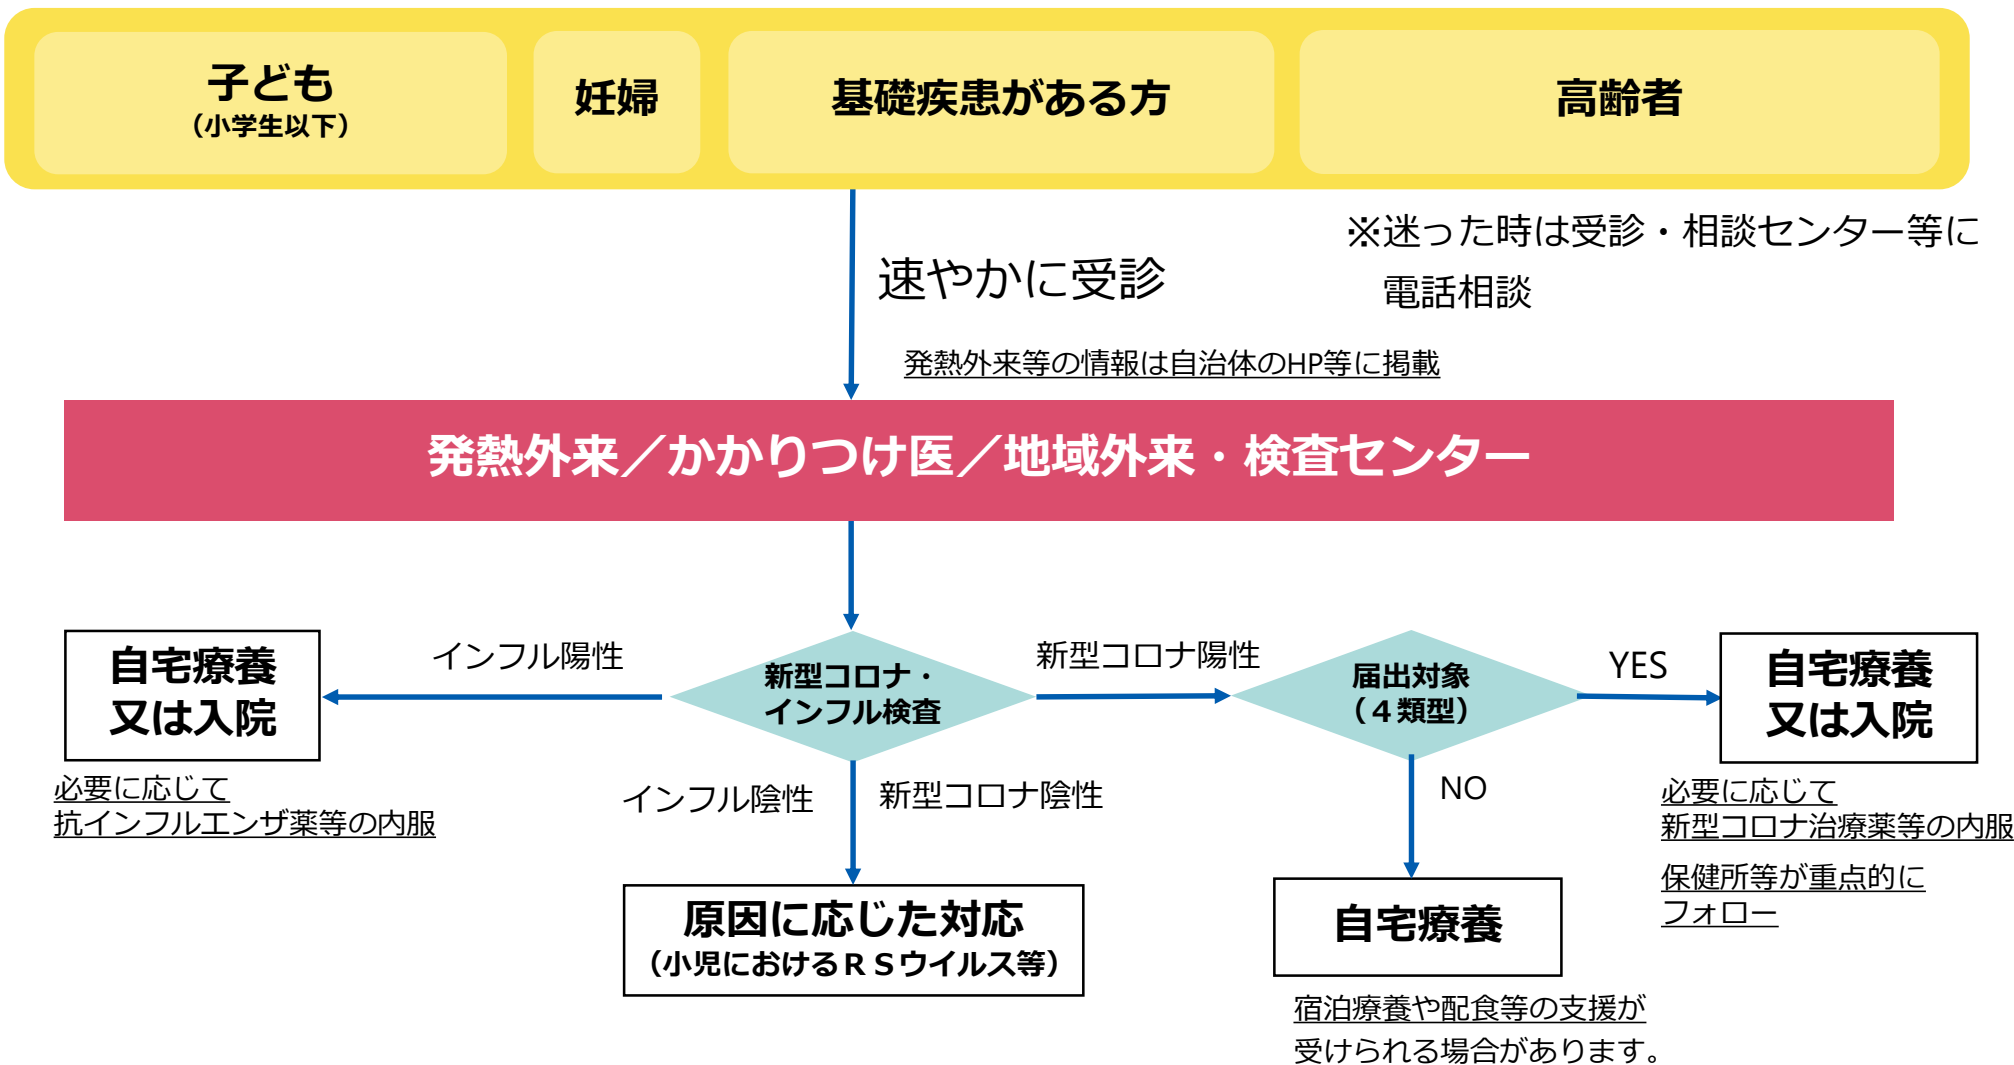 子ども
(小学生以下)
妊婦
基礎疾患がある方
高齢者
※迷った時は受診・相談センター等に
電話相談
速やかに受診
発熱外来等の情報は自治体のHP等に掲載
発熱外来／かかりつけ医／地域外来・検査センター
自宅療養
又は入院
インフル陽性
新型コロナ・
インフル検査
新型コロナ陽性
届出対象
（４類型）
YES
自宅療養
又は入院
必要に応じて
抗インフルエンザ薬等の内服
インフル陰性
新型コロナ陰性
NO
必要に応じて
新型コロナ治療薬等の内服
保健所等が重点的に
フォロー
原因に応じた対応
（小児におけるＲＳウイルス等）
自宅療養
宿泊療養や配食等の支援が
受けられる場合があります。